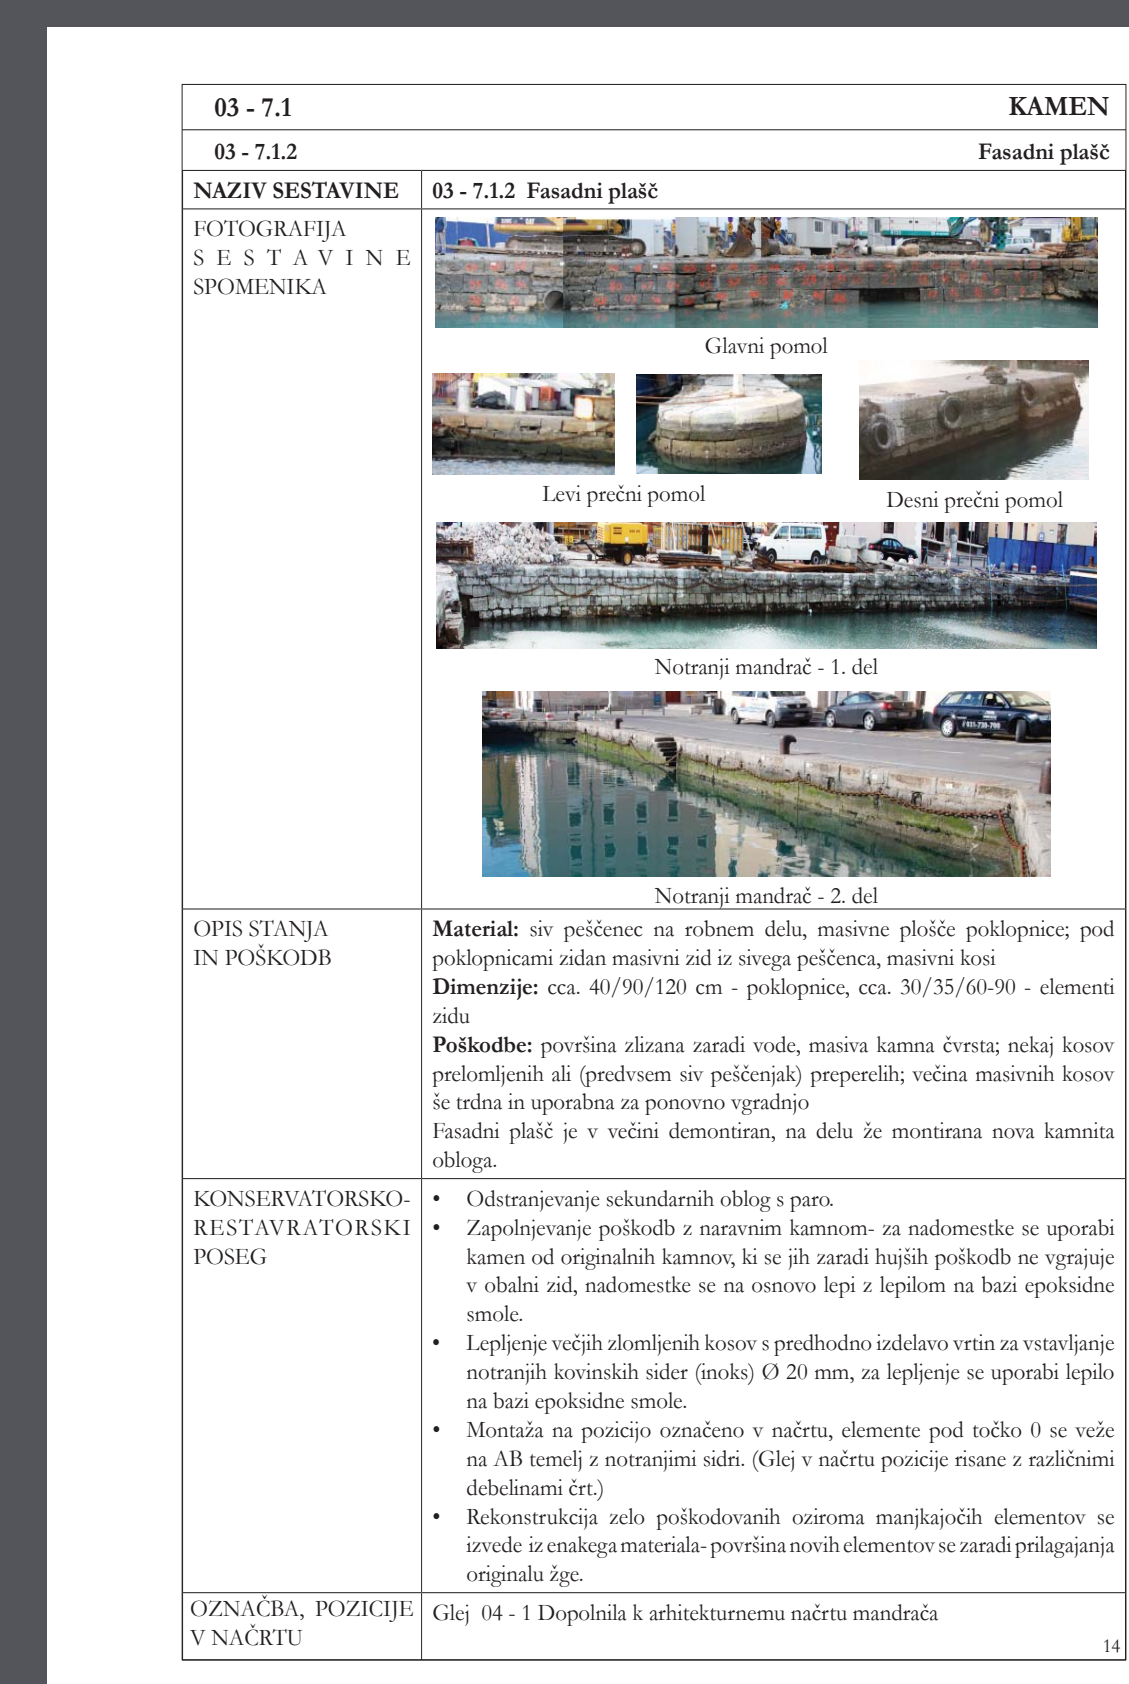 03 - 7.1 KAMEN
03 - 7.1.2 Fasadni plašč
NAZIV SESTAVINE 03 - 7.1.2 Fasadni plašč
FOTOGRAFIJA
SESTAVINE
SPOMENIKA
Glavni pomol
Levi prečni pomol
Desni prečni pomol
Notranji mandrač - 1. del
031-730-700
Notranji mandrač - 2. del
OPIS STANJA
IN POŠKODB
Material: siv peščenec na robnem delu, masivne plošče poklopnice; pod
poklopnicami zidan masivni zid iz sivega peščenca, masivni kosi
Dimenzije: cca. 40/90/120 cm - poklopnice, cca. 30/35/60-90 - elementi
zidu
Poškodbe: površina zlizana zaradi vode, masiva kamna čvrsta; nekaj kosov
prelomljenih ali (predvsem siv peščenjak) preperelih; večina masivnih kosov
še trdna in uporabna za ponovno vgradnjo
Fasadni plašč je v večini demontiran, na delu že montirana nova kamnita
obloga.
KONSERVATORSKO-
RESTAVRATORSKI
POSEG
• Odstranjevanje sekundarnih oblog s paro.
• Zapolnjevanje poškodb z naravnim kamnom- za nadomestke se uporabi
kamen od originalnih kamnov, ki se jih zaradi hujših poškodb ne vgrajuje
v obalni zid, nadomestke se na osnovo lepi z lepilom na bazi epoksidne
smole.
• Lepljenje večjih zlomljenih kosov s predhodno izdelavo vrtin za vstavljanje
notranjih kovinskih sider (inoks) Ø 20 mm, za lepljenje se uporabi lepilo
na bazi epoksidne smole.
• Montaža na pozicijo označeno v načrtu, elemente pod točko 0 se veže
na AB temelj z notranjimi sidri. (Glej v načrtu pozicije risane z različnimi
debelinami črt.)
• Rekonstrukcija zelo poškodovanih oziroma manjkajočih elementov se
izvede iz enakega materiala- površina novih elementov se zaradi prilagajanja
originalu žge.
OZNAČBA, POZICIJE
V NAČRTU
Glej 04 - 1 Dopolnila k arhitekturnemu načrtu mandrača
14